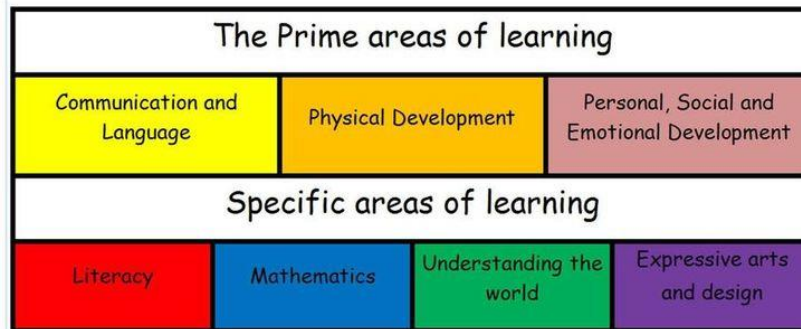 The Prime areas of learning
Communication and
Language
Physical Development
Personal, Social and
Emotional Development
Specific areas of learning
Literacy
Mathematics
Understanding the
world
Expressive arts
and design